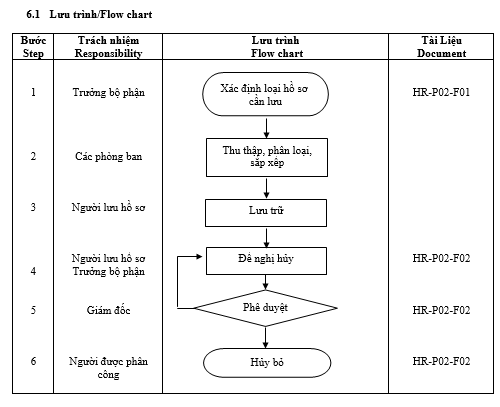 6.1 Lưu trình/Flow chart
Bước
Step
Trách nhiệm
Responsibility
Lưu trình
Flow chart
Tài Liệu
Document
1
Trưởng bộ phận
Xác định loại hồ sơ
cần lưu
HR-P02-F01
2
Các phòng ban
Thu thập, phân loại,
sắp xếp
3
Người lưu hồ sơ
Lưu trữ
4
Người lưu hồ sơ
Trưởng bộ phận
Đề nghị hủy
HR-P02-F02
5
Giám đốc
Phê duyệt
HR-P02-F02
6
Người được phân
công
Hủy bỏ
HR-P02-F02